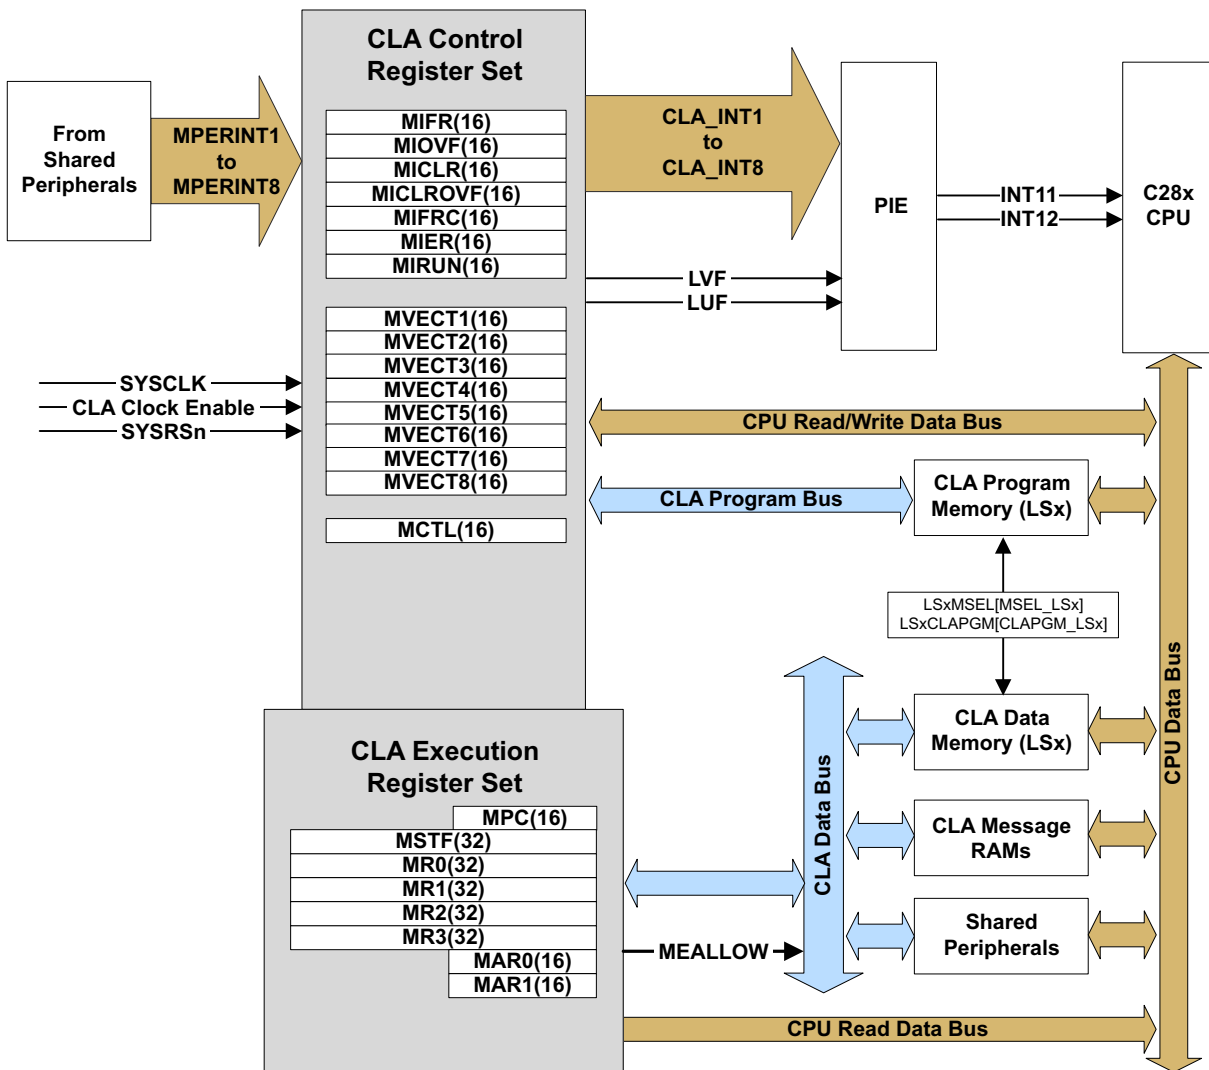 CLA Control
Register Set
From
Shared
Peripherals
MPERINT1
to
MPERINT8
MIFR(16)
MIOVF(16)
MICLR(16)
MICLROVF(16)
MIFRC(16)
MIER(16)
MIRUN(16)
CLA_INT1
to
CLA_INT8
PIE
INT11
INT12
C28x
CPU
LVF
LUF
MVECT1(16)
MVECT2(16)
MVECT3(16)
MVECT4(16)
MVECT5(16)
MVECT6(16)
MVECT7(16)
MVECT8(16)
SYSCLK
CLA Clock Enable
SYSRSn
CPU Read/Write Data Bus
CLA Program Bus
CLA Program
Memory (LSx)
MCTL(16)
LSxMSEL[MSEL_LSx]
LSxCLAPGM[CLAPGM_LSx]
CPU Data Bus
CLA Data Bus
CLA Data
Memory (LSx)
CLA Execution
Register Set
MPC(16)
MSTF(32)
MR0(32)
MR1(32)
MR2(32)
MR3(32)
MAR0(16)
MAR1(16)
CLA Message
RAMs
Shared
Peripherals
MEALLOW
CPU Read Data Bus